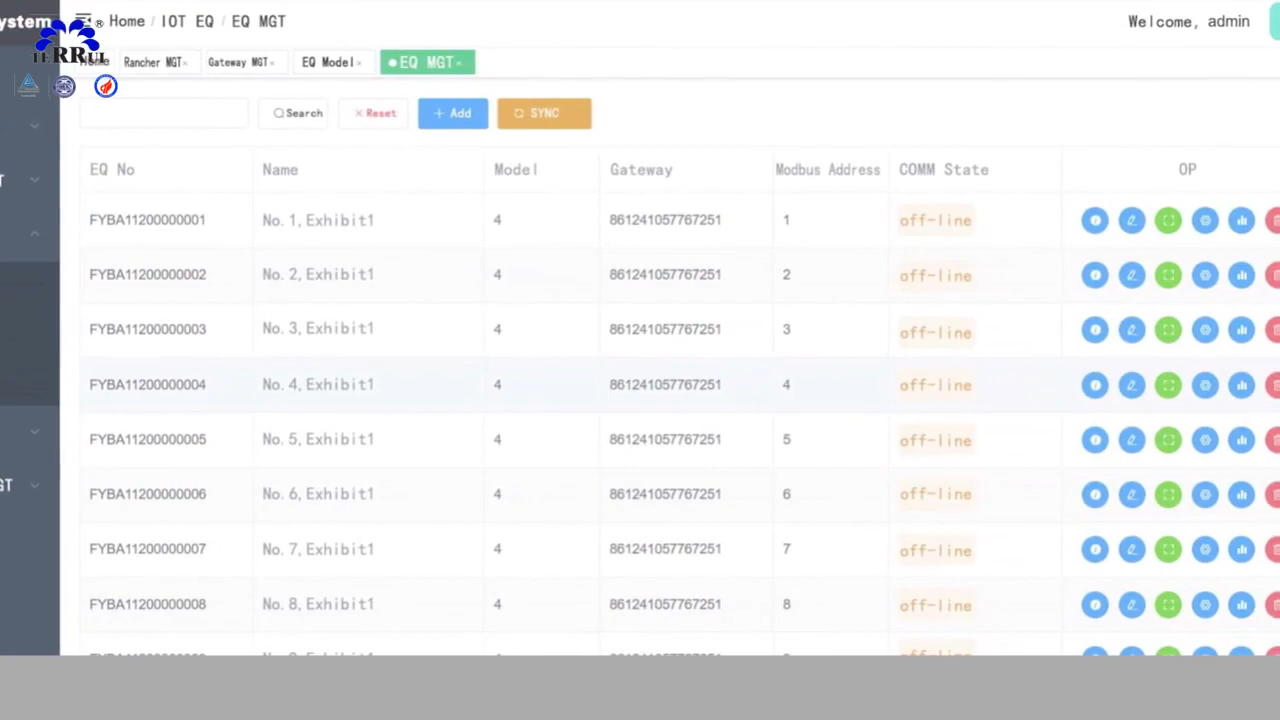 ystem
Home / IOT EQ / EQ MGT
Welcome, admin
TERRUI ®
Home
Rancher MGT×
Gateway MGT×
EQ Model×
EQ MGT×
Search
× Reset
+ Add
SYNC
EQ No Name Model Gateway Modbus Address COMM State OP
FYBA11200000001 No. 1, Exhibit1 4 861241057767251 1 off-line
T
FYBA11200000002 No. 2, Exhibit1 4 861241057767251 2 off-line
FYBA11200000003 No. 3, Exhibit1 4 861241057767251 3 off-line
FYBA11200000004 No. 4, Exhibit1 4 861241057767251 4 off-line
FYBA11200000005 No. 5, Exhibit1 4 861241057767251 5 off-line
GT
FYBA11200000006 No. 6, Exhibit1 4 861241057767251 6 off-line
FYBA11200000007 No. 7, Exhibit1 4 861241057767251 7 off-line
FYBA11200000008 No. 8, Exhibit1 4 861241057767251 8 off-line